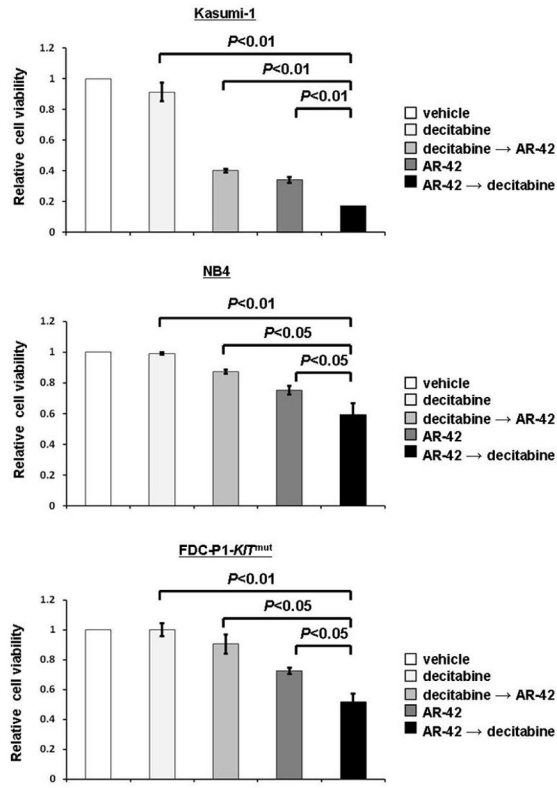 Kasumi-1
P<0.01
P<0.01
P<0.01
Relative cell viability
1.2
1
0.8
0.6
0.4
0.2
0
vehicle
decitabine
decitabine → AR-42
AR-42
AR-42 → decitabine
NB4
P<0.01
P<0.05
P<0.05
Relative cell viability
1.2
1
0.8
0.6
0.4
0.2
0
vehicle
decitabine
decitabine → AR-42
AR-42
AR-42 → decitabine
FDC-P1-KITmut
P<0.01
P<0.05
P<0.05
Relative cell viability
1.2
1
0.8
0.6
0.4
0.2
0
vehicle
decitabine
decitabine → AR-42
AR-42
AR-42 → decitabine